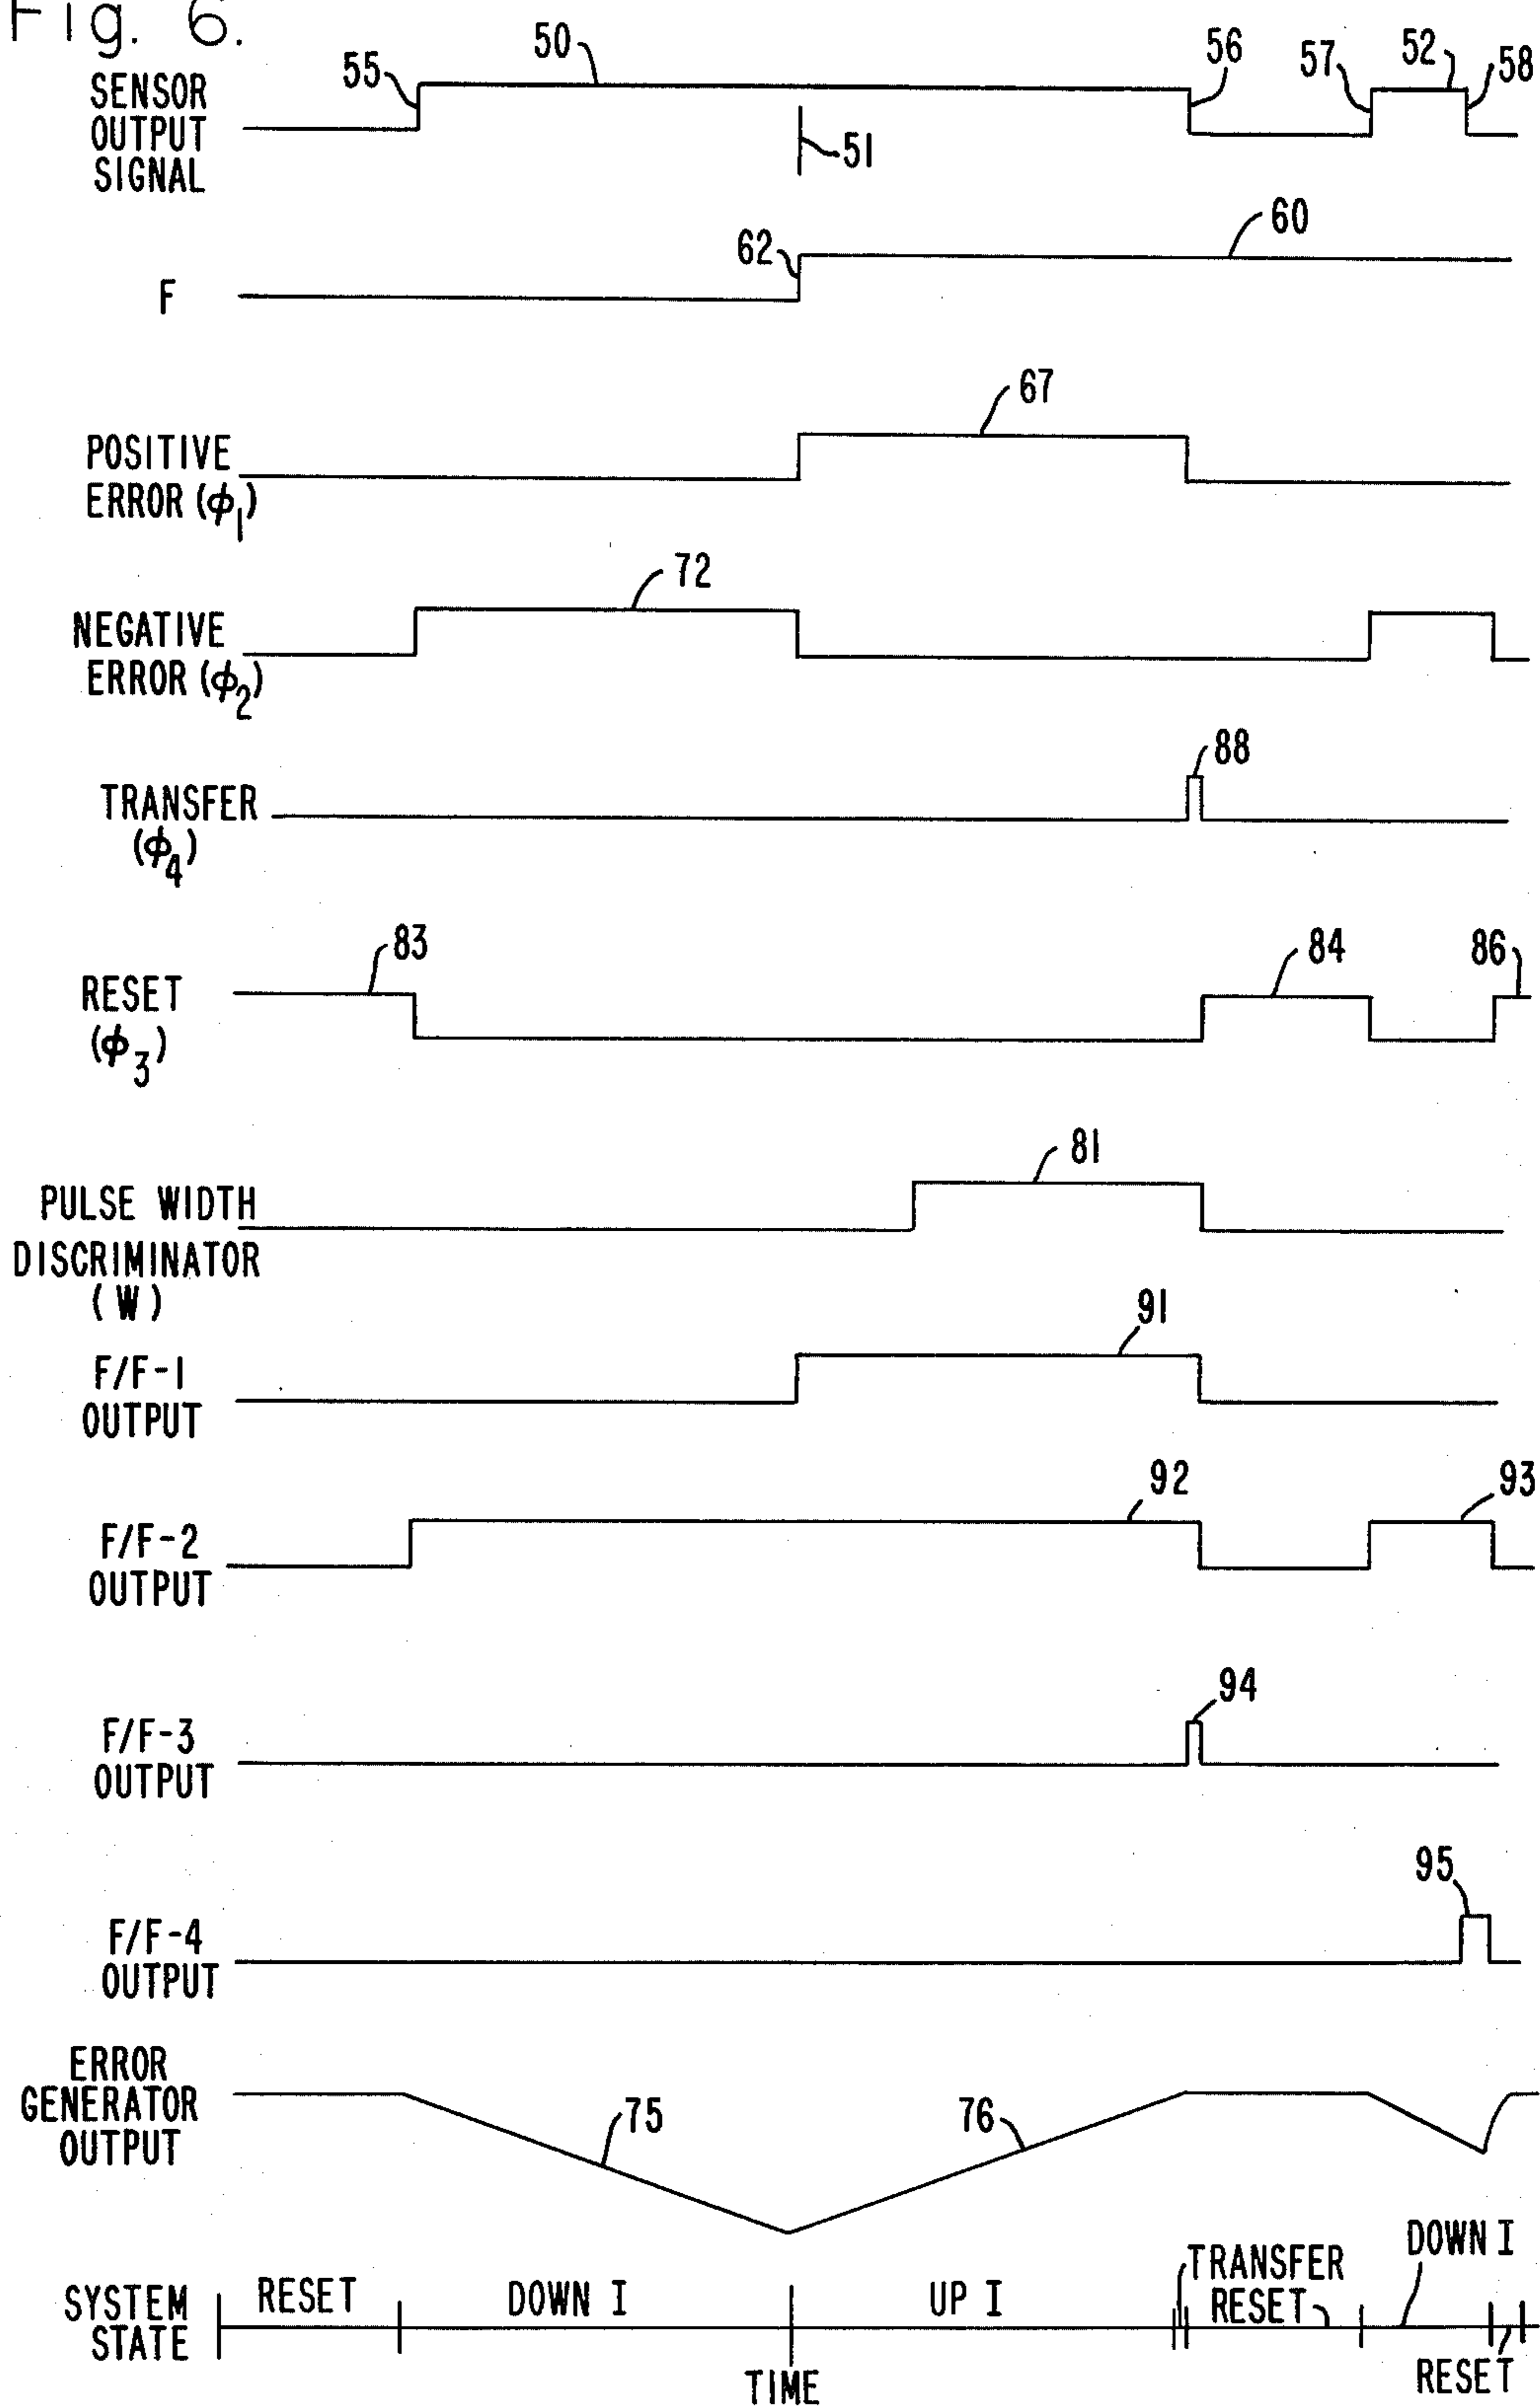 Fig. 6.
55
50
56
57
52
58
SENSOR
OUTPUT
SIGNAL
51
62
60
F
67
POSITIVE
ERROR (ϕ1)
72
NEGATIVE
ERROR (ϕ2)
88
TRANSFER
(ϕ4)
83
84
86
RESET
(ϕ3)
81
PULSE WIDTH
DISCRIMINATOR
(W)
91
F/F-1
OUTPUT
92
93
F/F-2
OUTPUT
94
F/F-3
OUTPUT
95
F/F-4
OUTPUT
ERROR
GENERATOR
OUTPUT
75
76
SYSTEM
STATE
RESET
DOWN I
UP I
TRANSFER
RESET
DOWN I
RESET
TIME